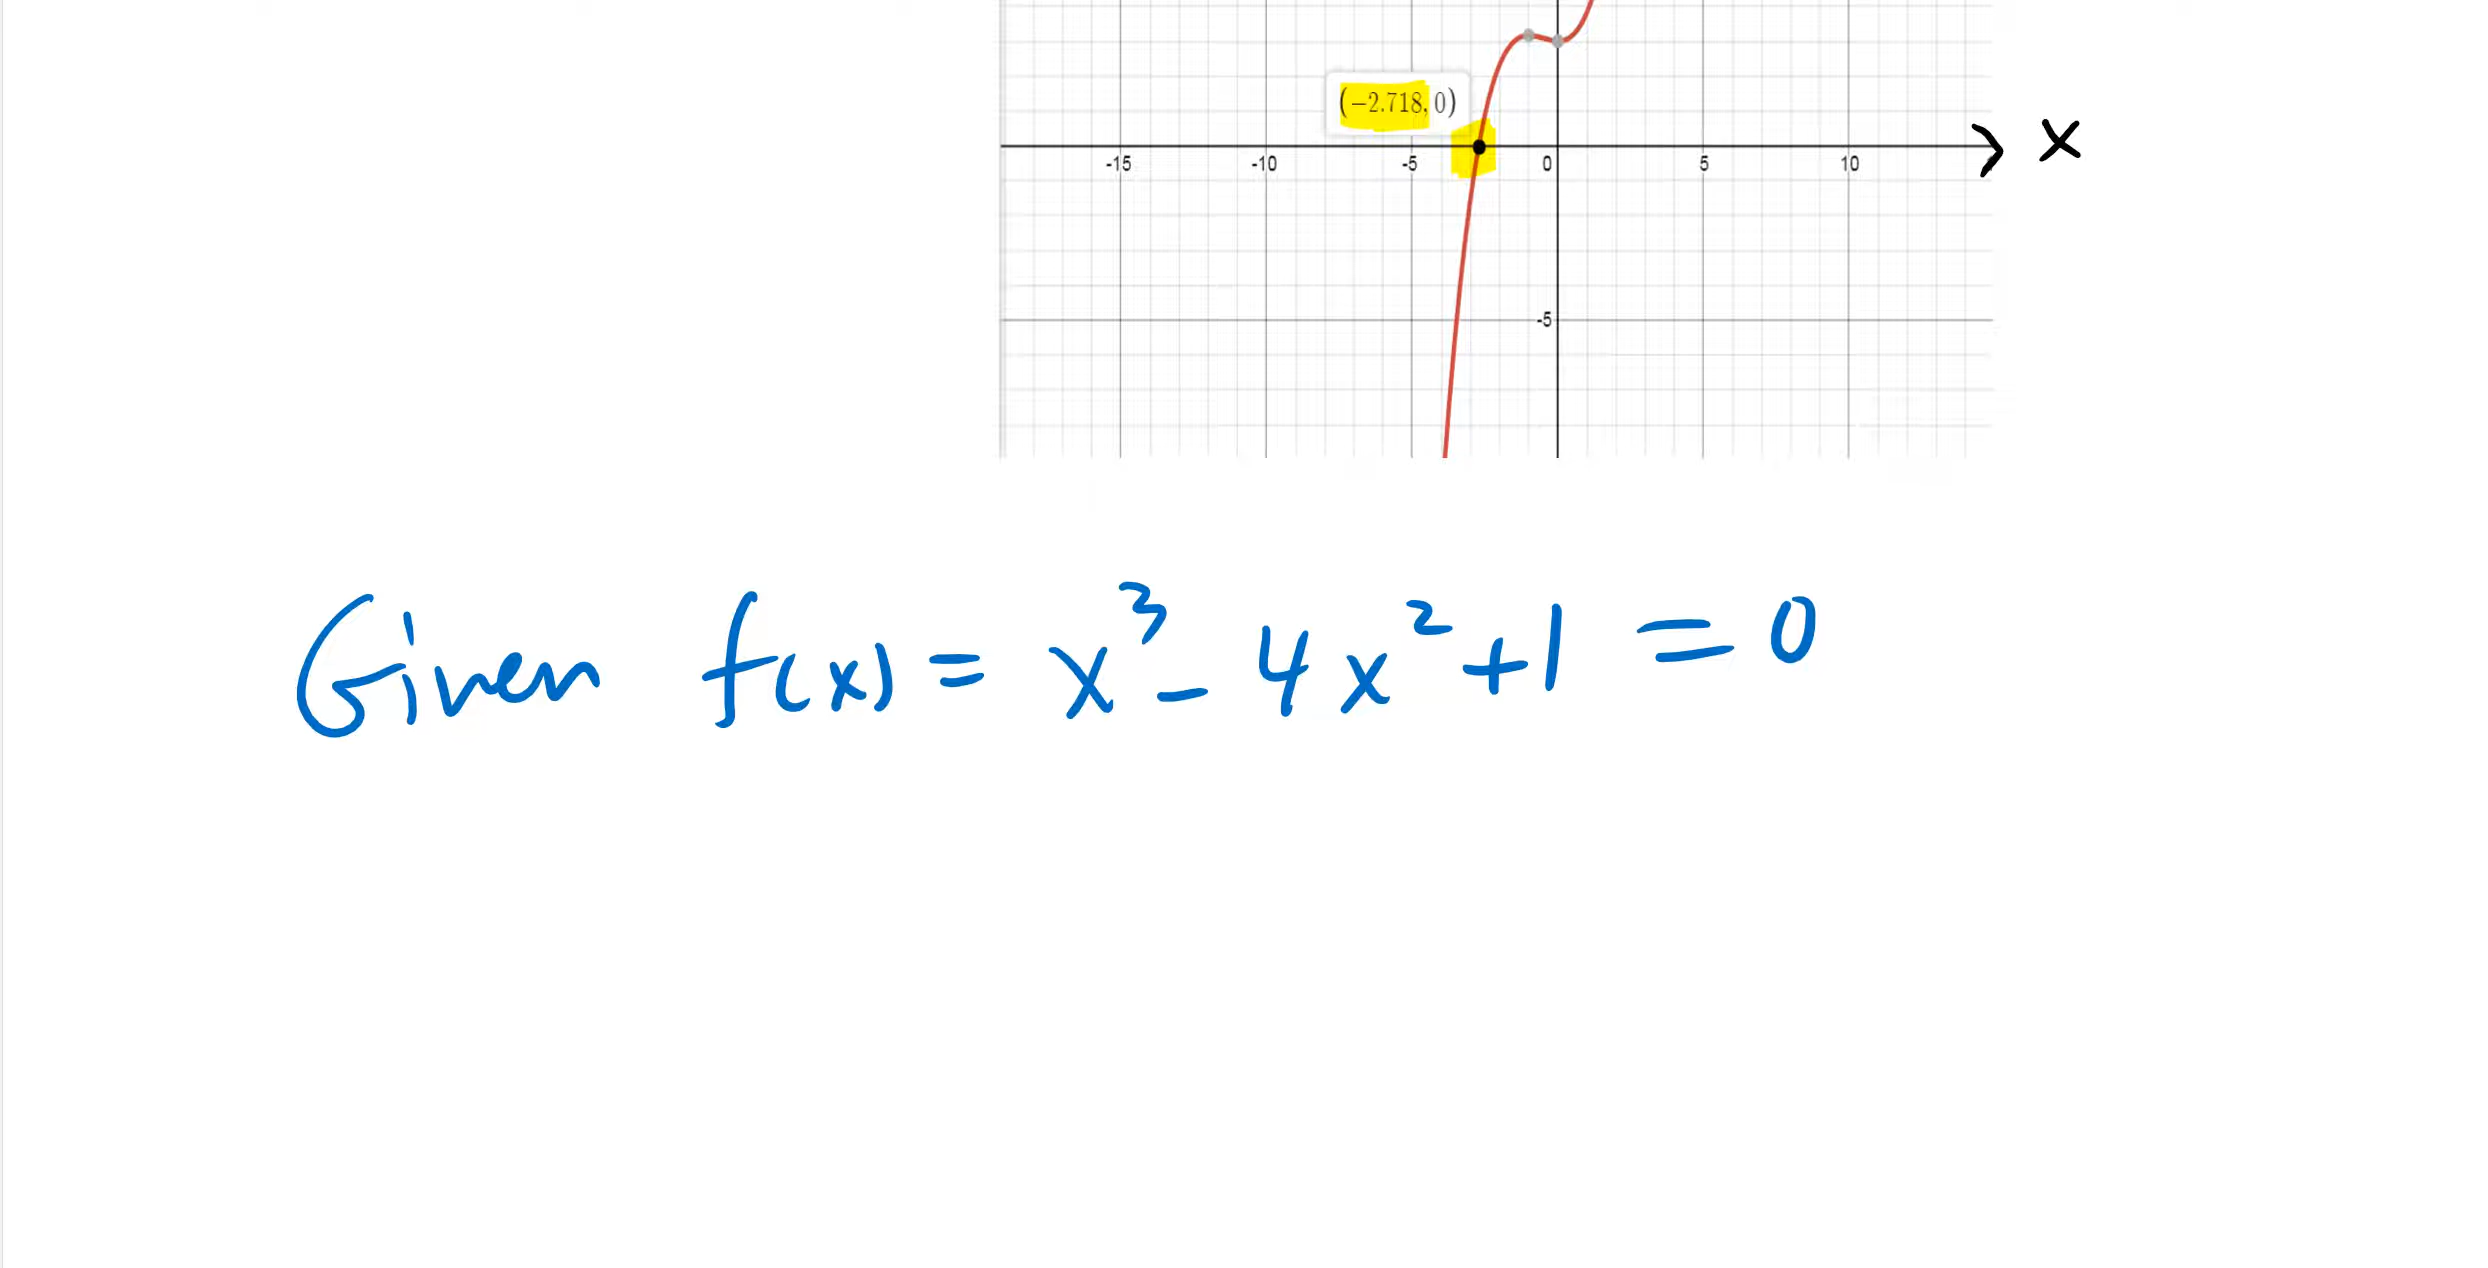 (−2.718, 0)
x
-15 -10 -5 0 5 10
-5
Given f(x) = x³ - 4x² + 1 = 0